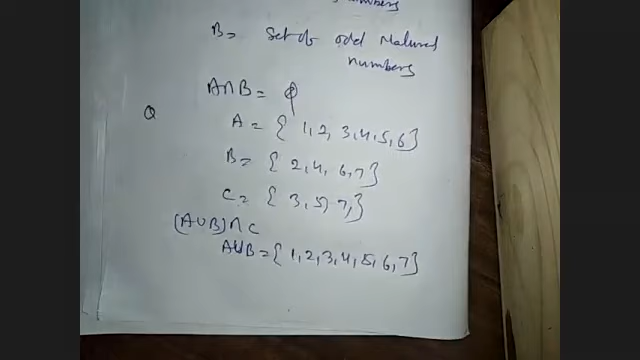 numbers
B = Set of odd Natural
numbers
A∩B = ϕ
Q
A = { 1, 2, 3, 4, 5, 6 }
B = { 2, 4, 6, 7 }
C = { 3, 5, 7, }
(A∪B)∩C
A∪B = { 1, 2, 3, 4, 5, 6, 7 }